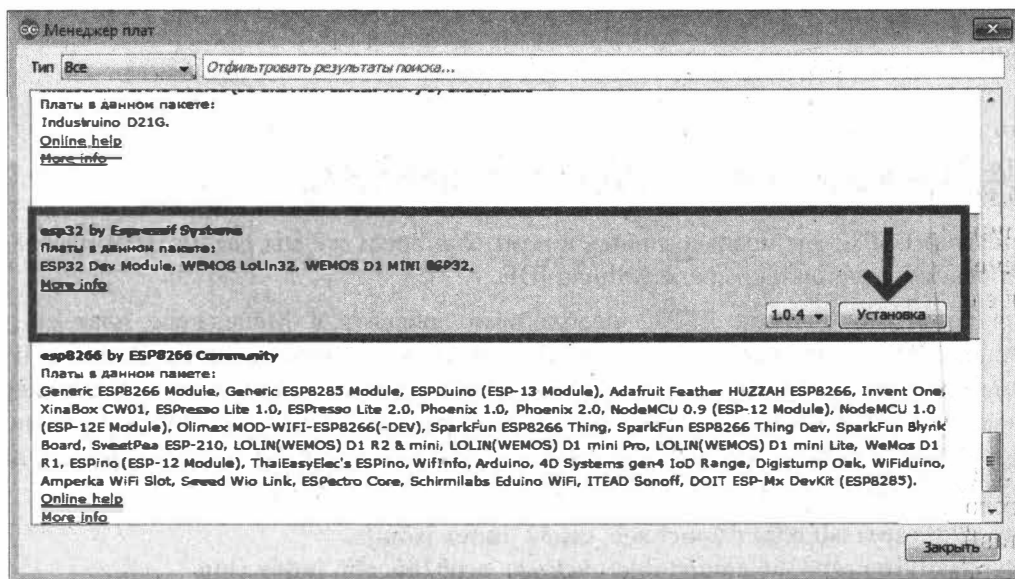 Менеджер плат
Тип Все Отфильтровать результаты поиска...
Платы в данном пакете:
Industruino D21G.
Online help
More info
esp32 by Espressif Systems
Платы в данном пакете:
ESP32 Dev Module, WEMOS LoLin32, WEMOS D1 MINI ESP32.
More info
1.0.4 Установка
esp8266 by ESP8266 Community
Платы в данном пакете:
Generic ESP8266 Module, Generic ESP8285 Module, ESPDuino (ESP-13 Module), Adafruit Feather HUZZAH ESP8266, Invent One,
XinaBox CW01, ESPresso Lite 1.0, ESPresso Lite 2.0, Phoenix 1.0, Phoenix 2.0, NodeMCU 0.9 (ESP-12 Module), NodeMCU 1.0
(ESP-12E Module), Olimex MOD-WIFI-ESP8266(-DEV), SparkFun ESP8266 Thing, SparkFun ESP8266 Thing Dev, SparkFun Blynk
Board, SweetPea ESP-210, LOLIN(WEMOS) D1 R2 & mini, LOLIN(WEMOS) D1 mini Pro, LOLIN(WEMOS) D1 mini Lite, WeMos D1
R1, ESPino (ESP-12 Module), ThaiEasyElec's ESPino, WifInfo, Arduino, 4D Systems gen4 IoD Range, Digistump Oak, WiFiduino,
Amperka WiFi Slot, Seeed Wio Link, ESPectro Core, Schirmilabs Eduino WiFi, ITEAD Sonoff, DOIT ESP-Mx DevKit (ESP8285).
Online help
More info
Закрыть